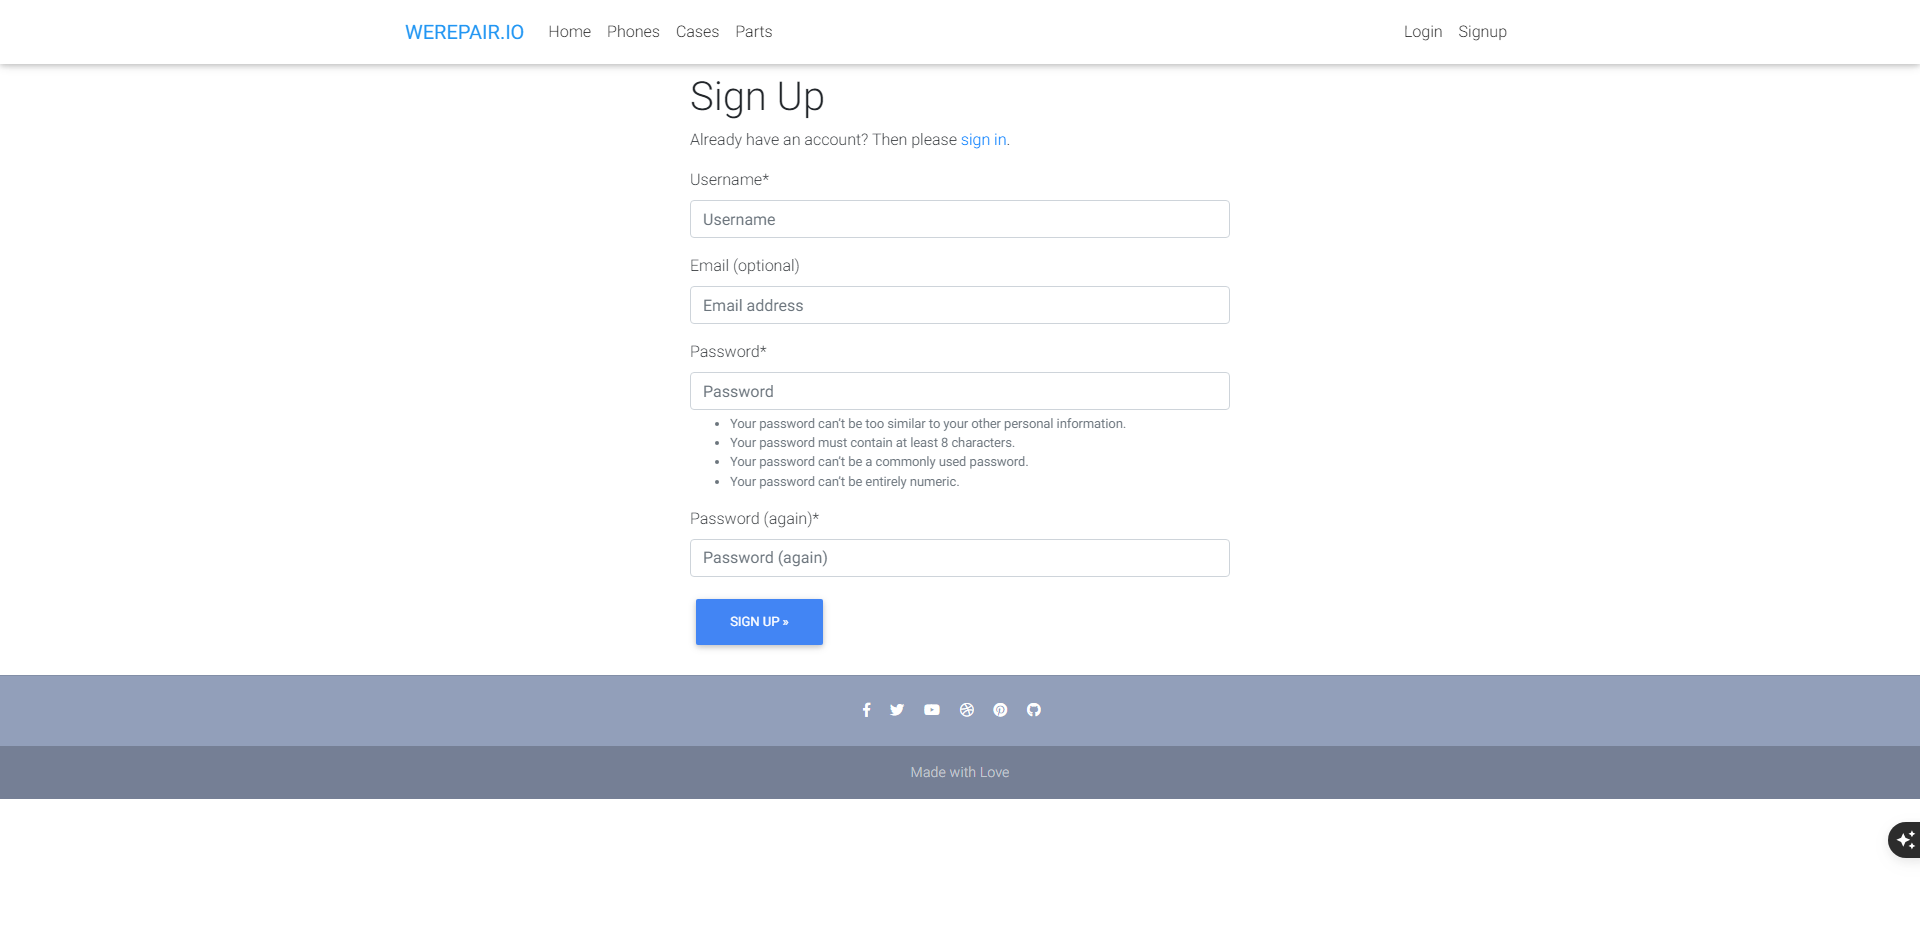 WEREPAIR.IO Home Phones Cases Parts Login Signup
Sign Up
Already have an account? Then please sign in.
Username*
Username
Email (optional)
Email address
Password*
Password
• Your password can't be too similar to your other personal information.
• Your password must contain at least 8 characters.
• Your password can't be a commonly used password.
• Your password can't be entirely numeric.
Password (again)*
Password (again)
SIGN UP »
Made with Love